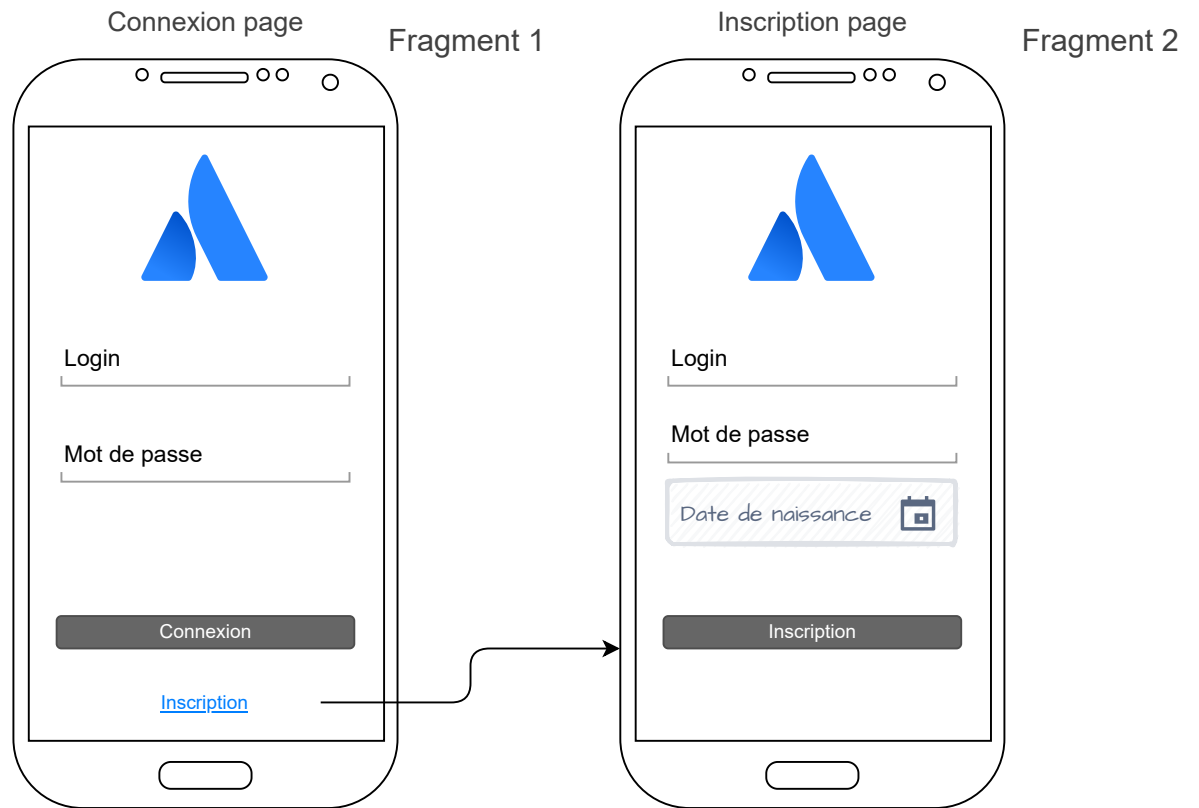 Connexion page
Fragment 1
Login
Mot de passe
Connexion
Inscription
Inscription page
Fragment 2
Login
Mot de passe
Date de naissance
Inscription